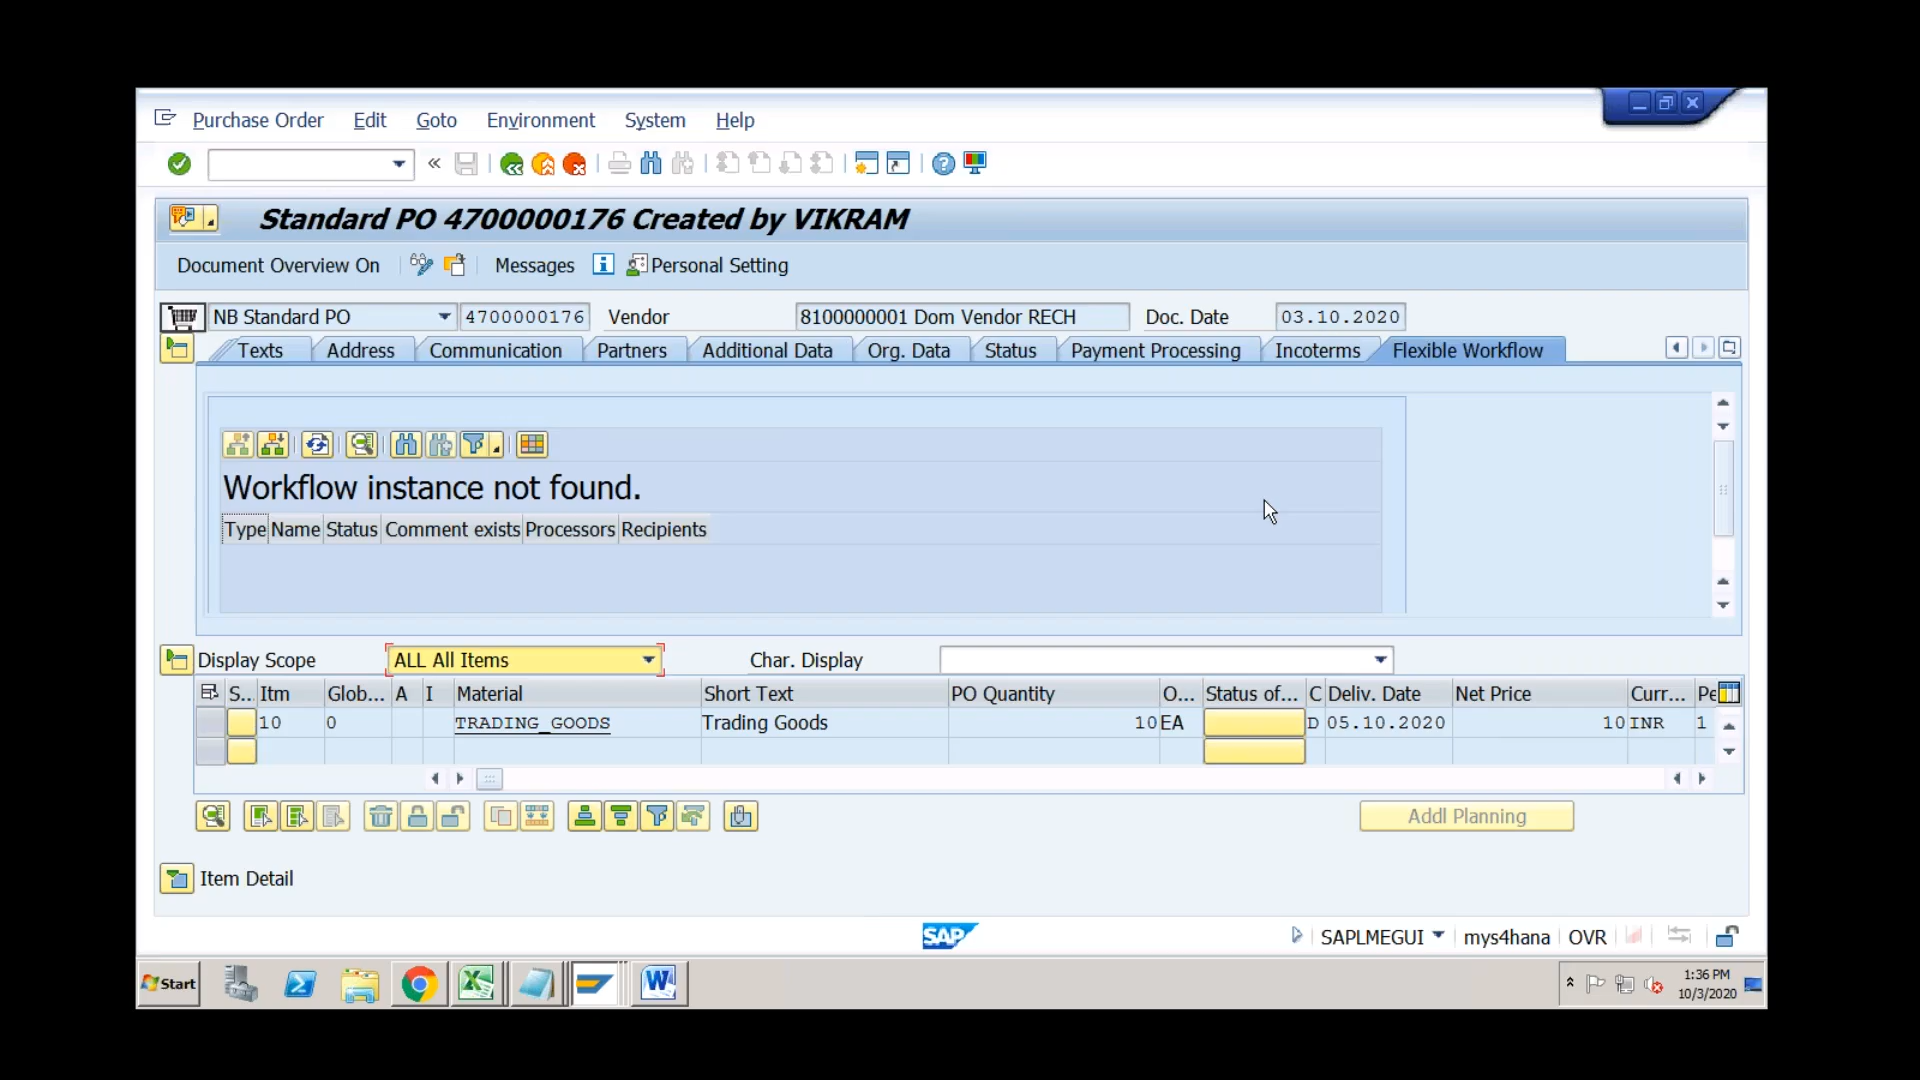 Purchase Order Edit Goto Environment System Help
Standard PO 4700000176 Created by VIKRAM
Document Overview On Messages Personal Setting
NB Standard PO 4700000176 Vendor 8100000001 Dom Vendor RECH Doc. Date 03.10.2020
Texts Address Communication Partners Additional Data Org. Data Status Payment Processing Incoterms Flexible Workflow
Workflow instance not found.
Type Name Status Comment exists Processors Recipients
Display Scope ALL All Items Char. Display
S... Itm Glob... A I Material Short Text PO Quantity O... Status of... C Deliv. Date Net Price Curr... Pe
10 0 TRADING_GOODS Trading Goods 10 EA D 05.10.2020 10 INR 1
Addl Planning
Item Detail
SAP SAPLMEGUI mys4hana OVR
Start 1:36 PM
10/3/2020